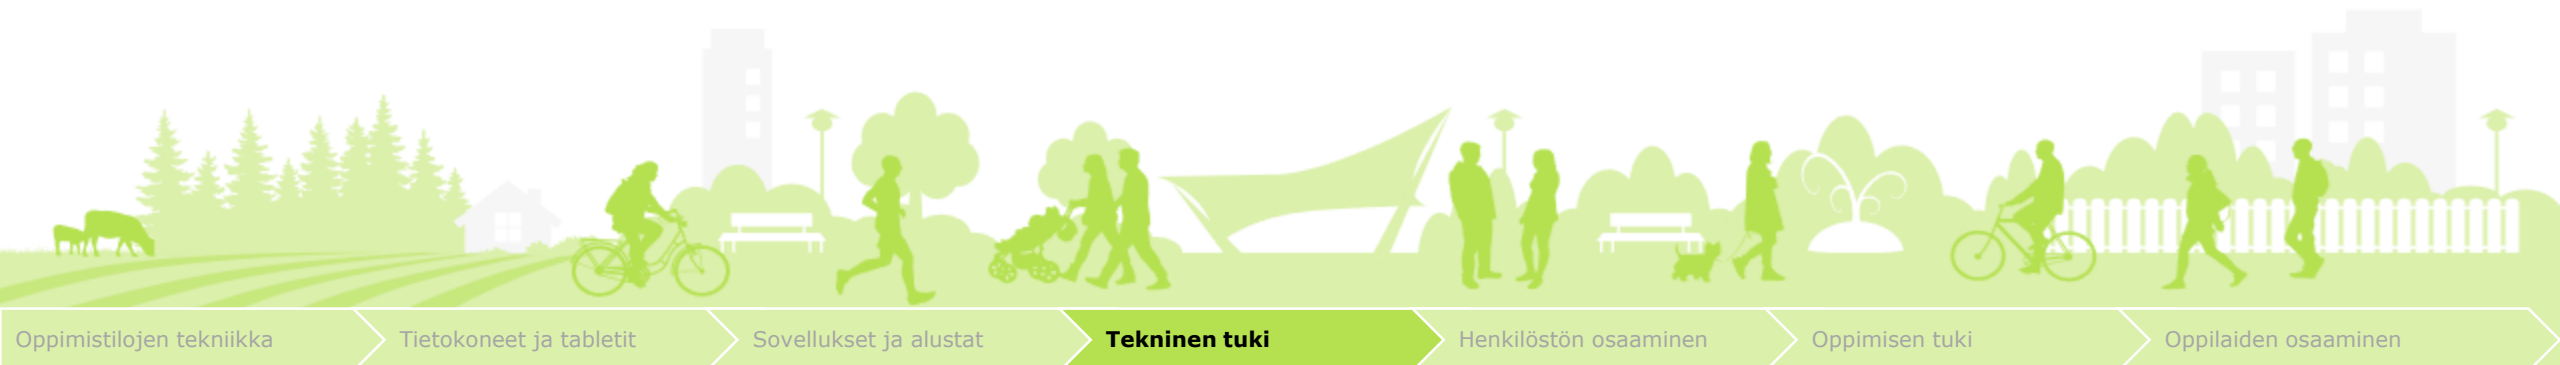 Oppimistilojen tekniikka
Tietokoneet ja tabletit
Sovellukset ja alustat
Tekninen tuki
Henkilöstön osaaminen
Oppimisen tuki
Oppilaiden osaaminen